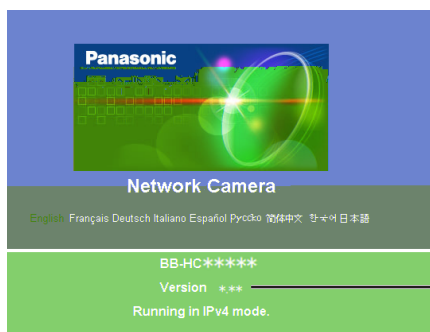 Panasonic
Network Camera
English Français Deutsch Italiano Español Русско 简体中文 한국어 日本語
BB-HC*****
Version *.**
Running in IPv4 mode.